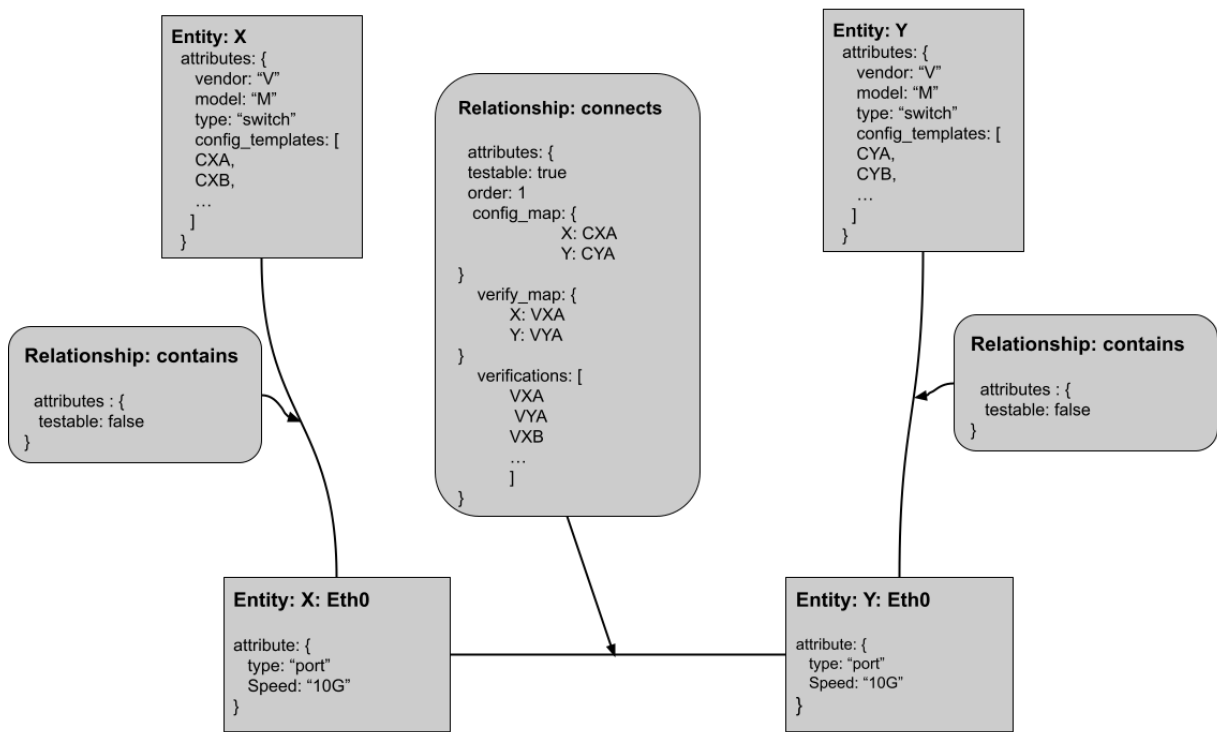 Entity: X
attributes: {
vendor: “V”
model: “M”
type: “switch”
config_templates: [
CXA,
CXB,
…
]
}
Relationship: connects
attributes: {
testable: true
order: 1
config_map: {
X: CXA
Y: CYA
}
verify_map: {
X: VXA
Y: VYA
}
verifications: [
VXA
VYA
VXB
…
]
}
Entity: Y
attributes: {
vendor: “V”
model: “M”
type: “switch”
config_templates: [
CYA,
CYB,
…
]
}
Relationship: contains
attributes : {
testable: false
}
Relationship: contains
attributes : {
testable: false
}
Entity: X: Eth0
attribute: {
type: “port”
Speed: “10G”
}
Entity: Y: Eth0
attribute: {
type: “port”
Speed: “10G”
}